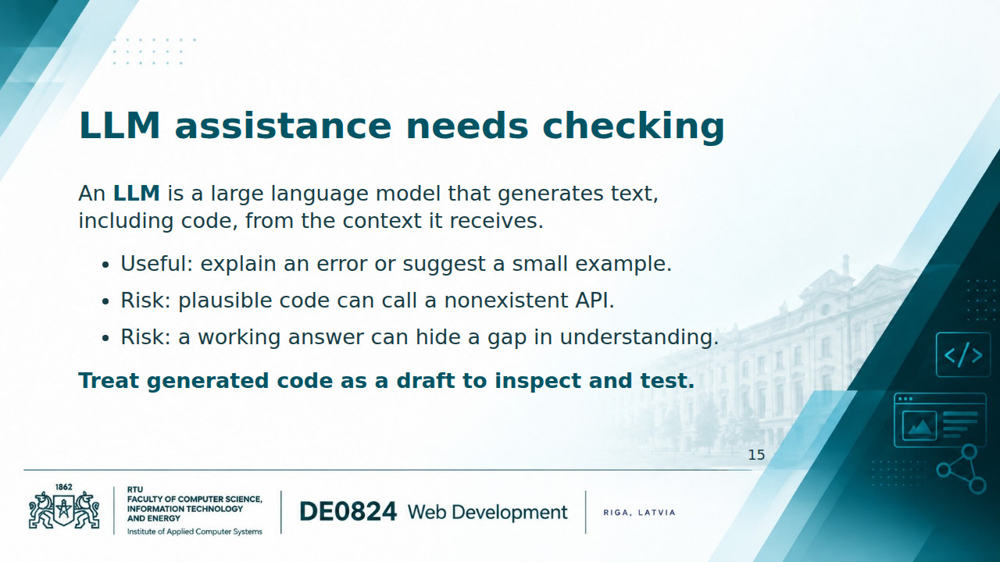 LLM assistance needs checking
An LLM is a large language model that generates text,
including code, from the context it receives.
• Useful: explain an error or suggest a small example.
• Risk: plausible code can call a nonexistent API.
• Risk: a working answer can hide a gap in understanding.
Treat generated code as a draft to inspect and test.
</>
15
1862
RTU
FACULTY OF COMPUTER SCIENCE,
INFORMATION TECHNOLOGY
AND ENERGY
Institute of Applied Computer Systems
DE0824 Web Development
RIGA, LATVIA